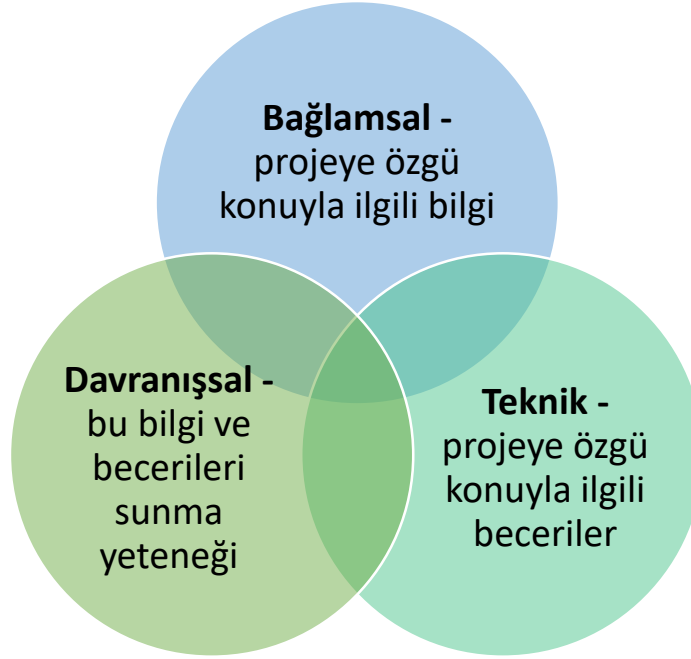 Bağlamsal -
projeye özgü
konuyla ilgili bilgi
Davranışsal -
bu bilgi ve
becerileri
sunma
yeteneği
Teknik -
projeye özgü
konuyla ilgili
beceriler